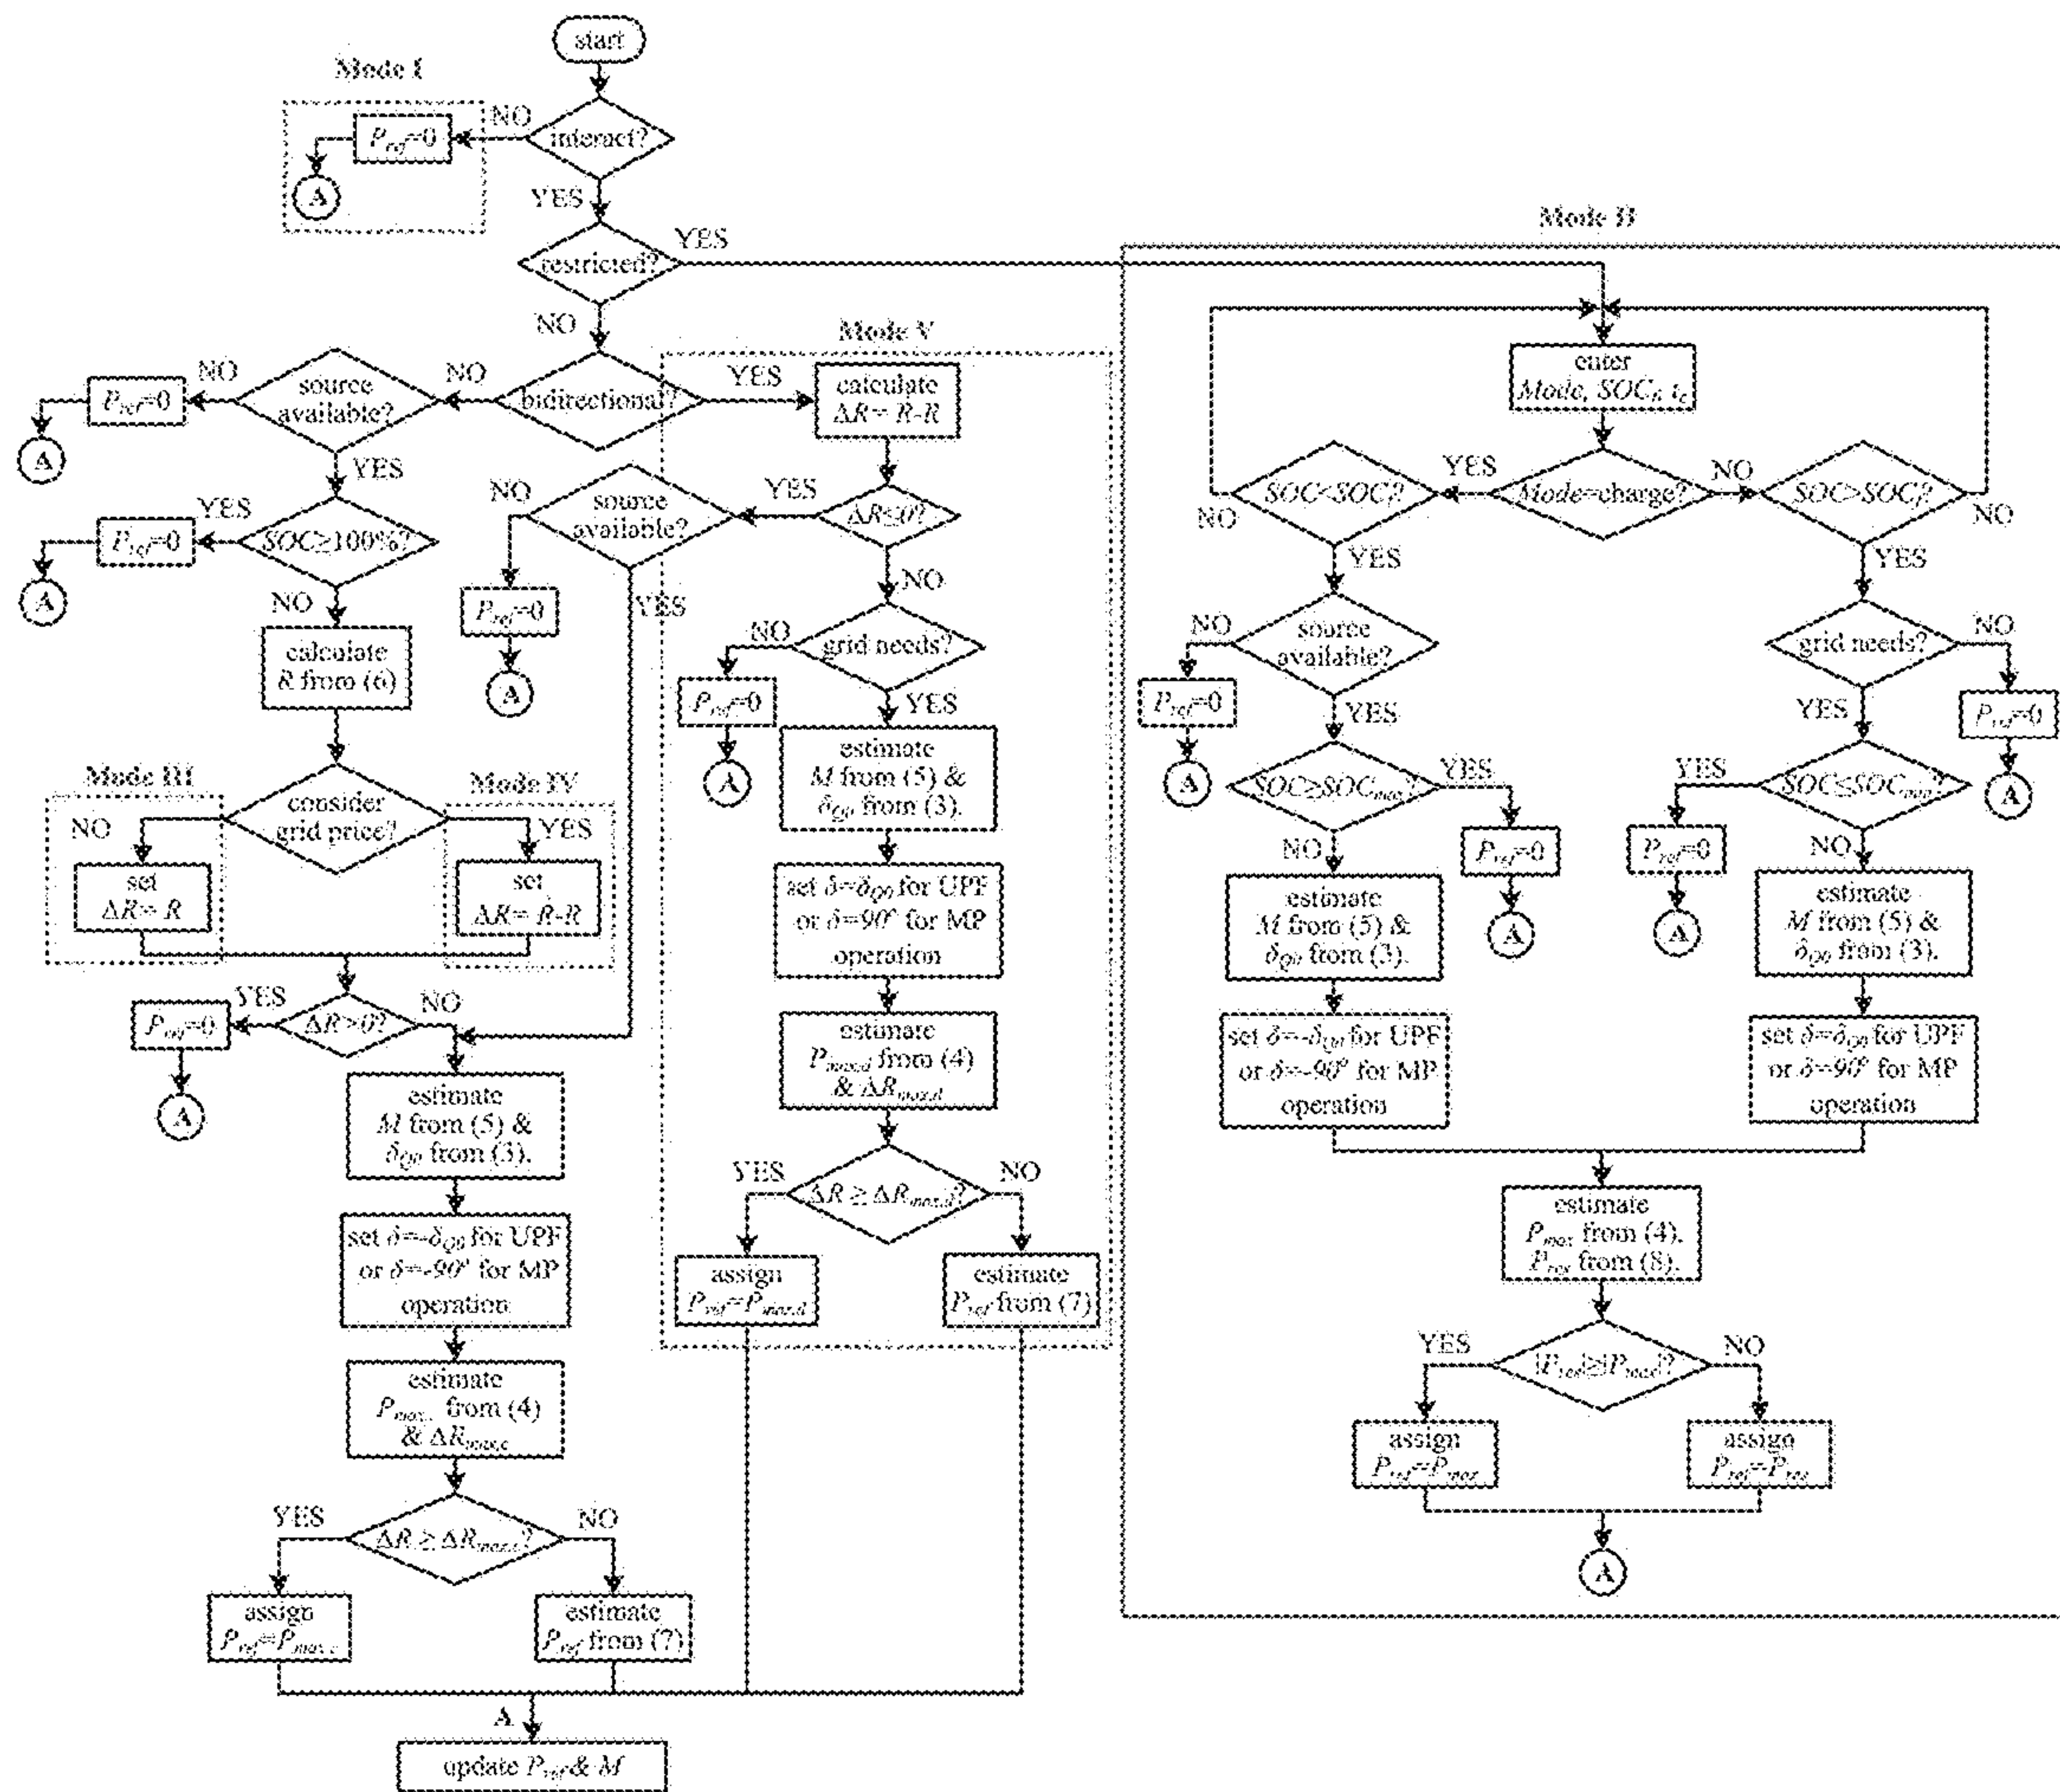 start
Mode I
NO
P_ref=0
interact?
A
YES
restricted?
YES
Mode II
NO
Mode V
NO
source
available?
P_ref=0
NO
bidirectional?
YES
calculate
ΔR= R-R
enter
Mode, SOC_f, t_c
A
YES
YES
SOC≥100%?
P_ref=0
NO
source
available?
YES
ΔR≤0?
SOC<SOC_f?
YES
Mode=charge?
NO
SOC>SOC_f?
NO
NO
A
NO
P_ref=0
YES
NO
YES
YES
calculate
R from (6)
A
NO
grid needs?
P_ref=0
YES
NO
source
available?
grid needs?
NO
P_ref=0
YES
YES
P_ref=0
A
estimate
M from (5) &
δ_Q0 from (3).
A
SOC≥SOC_max?
YES
YES
SOC≤SOC_min?
A
Mode III
consider
grid price?
Mode IV
NO
YES
NO
P_ref=0
P_ref=0
NO
set
ΔR= R
set
ΔR= R-R
set δ=δ_Q0 for UPF
or δ=90° for MP
operation
estimate
M from (5) &
δ_Q0 from (3).
A
A
estimate
M from (5) &
δ_Q0 from (3).
YES
NO
P_ref=0
ΔR>0?
estimate
P_max,d from (4)
& ΔR_max,d
set δ=-δ_Q0 for UPF
or δ=-90° for MP
operation
set δ=δ_Q0 for UPF
or δ=90° for MP
operation
A
estimate
M from (5) &
δ_Q0 from (3).
YES
ΔR ≥ ΔR_max,d?
NO
estimate
P_max from (4).
P_res from (8).
set δ=-δ_Q0 for UPF
or δ=-90° for MP
operation
assign
P_ref=P_max,d
estimate
P_ref from (7)
YES
|P_res|≥|P_max|?
NO
estimate
P_max, from (4)
& ΔR_max,c
assign
P_ref=P_max
assign
P_ref=P_res
YES
ΔR ≥ ΔR_max,c?
NO
A
assign
P_ref=P_max,c
estimate
P_ref from (7)
A
update P_ref & M